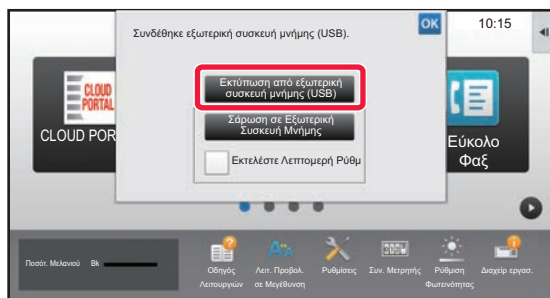 Συνδέθηκε εξωτερική συσκευή μνήμης (USB).
OK
10:15
Εκτύπωση από εξωτερική
συσκευή μνήμης (USB)
Σάρωση σε Εξωτερική
Συσκευή Μνήμης
Εκτελέστε Λεπτομερή Ρύθμ
CLOUD
PORTAL
CLOUD POR
Εύκολο
Φαξ
Ποσότ. Μελανιού Bk
Οδηγός
Λειτουργιών
Λειτ. Προβολ.
σε Μεγέθυνση
Ρυθμίσεις
Συν. Μετρητής
Ρύθμιση
Φωτεινότητας
Διαχείρ εργασ.